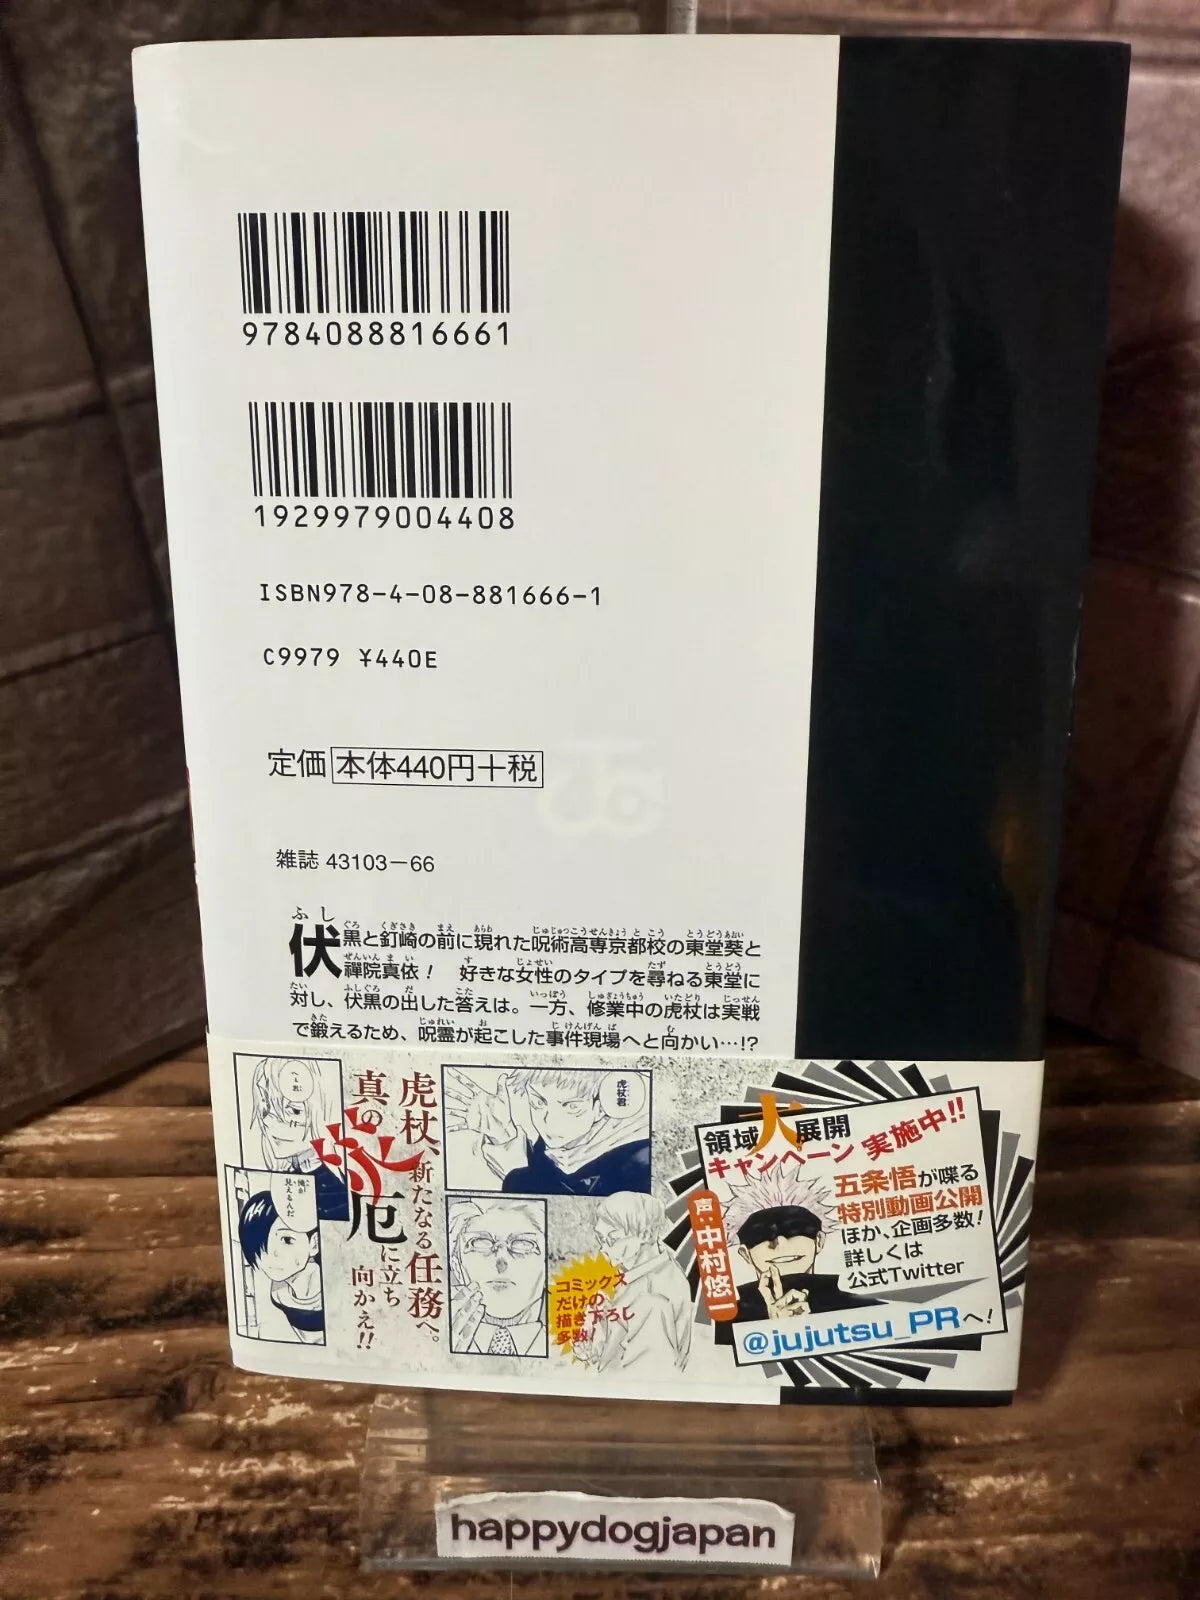 9784088816661
1929979004408
ISBN978-4-08-881666-1
C9979 ¥440E
定価 本体440円+税
雑誌 43103-66
伏黒と釘崎の前に現れた呪術高専京都校の東堂葵と
禪院真依! 好きな女性のタイプを尋ねる東堂に
対し、伏黒の出した答えは。一方、修業中の虎杖は実戦
で鍛えるため、呪霊が起こした事件現場へと向かい…!?
虎杖、新たなる任務へ。
真の災厄に立ち向かえ!!
虎杖君
コミックス
だけの
描き下ろし
多数!
領域大展開
キャンペーン 実施中!!
五条悟が喋る
特別動画公開
ほか、企画多数!
詳しくは
公式Twitter
@jujutsu_PRへ!
声・中村悠一
happydogjapan